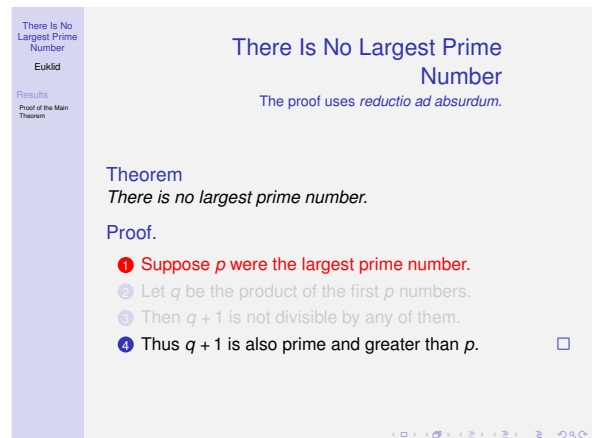 There Is No
Largest Prime
Number
Euklid
Results
Proof of the Main
Theorem
There Is No Largest Prime
Number
The proof uses reductio ad absurdum.
Theorem
There is no largest prime number.
Proof.
1 Suppose p were the largest prime number.
2 Let q be the product of the first p numbers.
3 Then q + 1 is not divisible by any of them.
4 Thus q + 1 is also prime and greater than p.